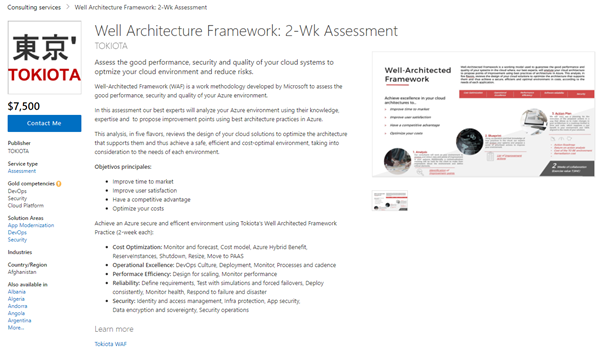 Consulting services > Well Architecture Framework: 2-Wk Assessment
東京'
TOKIOTA
$7,500
Contact Me
Publisher
TOKIOTA
Service type
Assessment
Gold competencies
DevOps
Security
Cloud Platform
Solution Areas
App Modernization
DevOps
Security
Industries
Country/Region
Afghanistan
Also available in
Albania
Algeria
Andorra
Angola
Argentina
More...
Well Architecture Framework: 2-Wk Assessment
TOKIOTA
Assess the good performance, security and quality of your cloud systems to
optimize your cloud environment and reduce risks.
Well-Architected Framework (WAF) is a work methodology developed by Microsoft to assess the
good performance, security and quality of your Azure environment.
In this assessment our best experts will analyze your Azure environment using their knowledge,
expertise and to propose improvement points using best architecture practices in Azure.
This analysis, in five flavors, reviews the design of your cloud solutions to optimize the architecture
that supports them and thus achieve a safe, efficient and cost-optimal environment, taking into
consideration to the needs of each environment.
Objetivos principales:
• Improve time to market
• Improve user satisfaction
• Have a competitive advantage
• Optimize your costs
Achieve an Azure secure and efficent environment using Tokiota's Well Architected Framework
Practice (2-week each):
• Cost Optimization: Monitor and forecast, Cost model, Azure Hybrid Benefit,
Reserveinstances, Shutdown, Resize, Move to PAAS
• Operational Excellence: DevOps Culture, Deplcyment, Monitor, Processes and cadence
• Performace Efficiency: Design for scaling, Monitor performance
• Reliability: Define requirements, Test with simulations and forced failovers, Deploy
consistently, Monitor health, Respond to failure and disaster
• Security: Identity and access management, Infra protection, App security,
Data encryption and sovereignty, Security operations
Learn more
Tokiota WAF
Well-Architected
Framework
Achieve excellence in your cloud
architectures to...
Improve time to market
Improve user satisfaction
Have a competitive advantage
Optimize your costs
1. Analysis
2. Blueprint
3. Action Plan